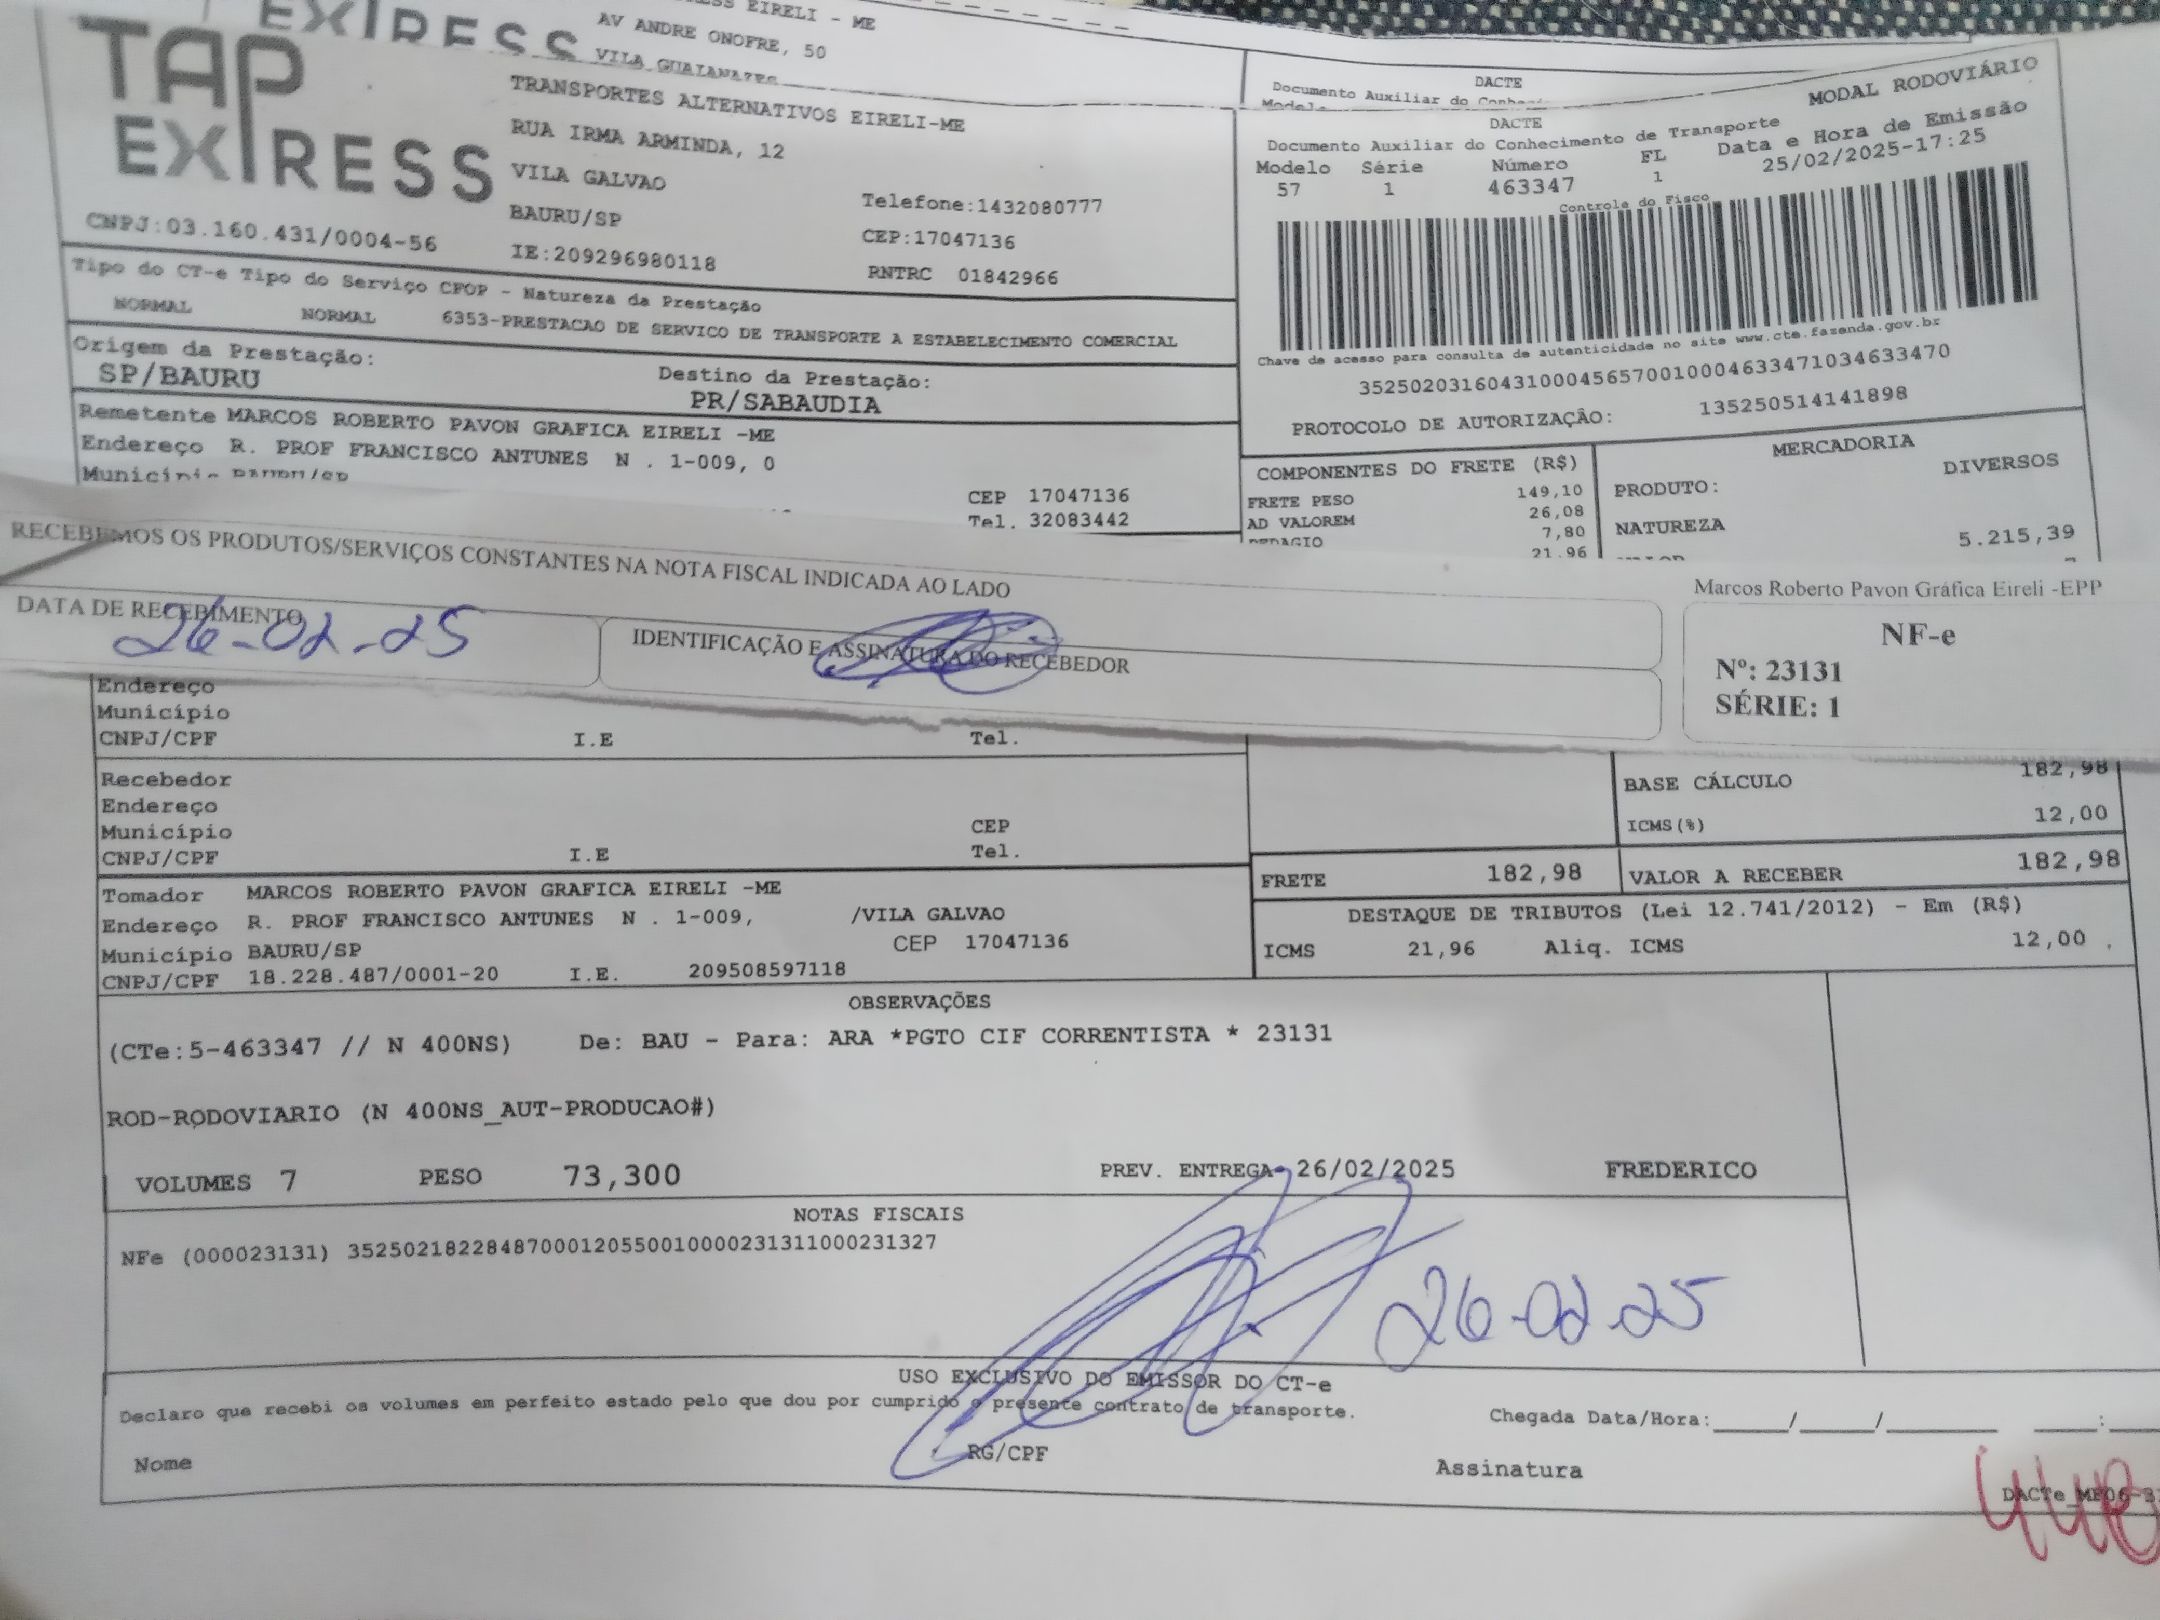 EXPRESS
EIRELI - ME
AV ANDRE ONOFRE, 50
VILA GUAIANAZES
DACTE
Documento Auxiliar do
TAP
EXPRESS
CNPJ:03.160.431/0004-56
TRANSPORTES ALTERNATIVOS EIRELI-ME
RUA IRMA ARMINDA, 12
VILA GALVAO
BAURU/SP
IE:209296980118
Telefone:1432080777
CEP:17047136
RNTRC 01842966
MODAL RODOVIÁRIO
DACTE
Documento Auxiliar do Conhecimento de Transporte
Modelo Série Número FL Data e Hora de Emissão
57 1 463347 1 25/02/2025-17:25
Controle do Fisco
Chave de acesso para consulta de autenticidade no site www.cte.fazenda.gov.br
35250203160431000456570010004633471034633470
PROTOCOLO DE AUTORIZAÇÃO: 135250514141898
Tipo do CT-e Tipo do Serviço CFOP - Natureza da Prestação
NORMAL NORMAL 6353-PRESTACAO DE SERVICO DE TRANSPORTE A ESTABELECIMENTO COMERCIAL
Origem da Prestação:
SP/BAURU
Destino da Prestação:
PR/SABAUDIA
Remetente MARCOS ROBERTO PAVON GRAFICA EIRELI -ME
Endereço R. PROF FRANCISCO ANTUNES N . 1-009, 0
Município BAURU/SP
CEP 17047136
Tel. 32083442
COMPONENTES DO FRETE (R$)
FRETE PESO 149,10
AD VALOREM 26,08
PEDAGIO 7,80
21,96
MERCADORIA
PRODUTO: DIVERSOS
NATUREZA
5.215,39
RECEBEMOS OS PRODUTOS/SERVIÇOS CONSTANTES NA NOTA FISCAL INDICADA AO LADO
DATA DE RECEBIMENTO
26-02-25
IDENTIFICAÇÃO E ASSINATURA DO RECEBEDOR
Marcos Roberto Pavon Gráfica Eireli -EPP
NF-e
Nº: 23131
SÉRIE: 1
Endereço
Município
CNPJ/CPF I.E Tel.
Recebedor
Endereço
Município CEP
CNPJ/CPF I.E Tel.
BASE CÁLCULO 182,98
ICMS(%) 12,00
FRETE 182,98 VALOR A RECEBER 182,98
Tomador MARCOS ROBERTO PAVON GRAFICA EIRELI -ME
Endereço R. PROF FRANCISCO ANTUNES N . 1-009, /VILA GALVAO
Município BAURU/SP CEP 17047136
CNPJ/CPF 18.228.487/0001-20 I.E. 209508597118
DESTAQUE DE TRIBUTOS (Lei 12.741/2012) - Em (R$)
ICMS 21,96 Aliq. ICMS 12,00
OBSERVAÇÕES
(CTe:5-463347 // N 400NS) De: BAU - Para: ARA *PGTO CIF CORRENTISTA * 23131
ROD-RODOVIARIO (N 400NS_AUT-PRODUCAO#)
VOLUMES 7 PESO 73,300 PREV. ENTREGA 26/02/2025 FREDERICO
NOTAS FISCAIS
NFe (000023131) 35250218228487000120550010000231311000231327
26-02-25
USO EXCLUSIVO DO EMISSOR DO CT-e
Declaro que recebi os volumes em perfeito estado pelo que dou por cumprido o presente contrato de transporte.
Chegada Data/Hora:____/____/______ ___:
Nome RG/CPF Assinatura